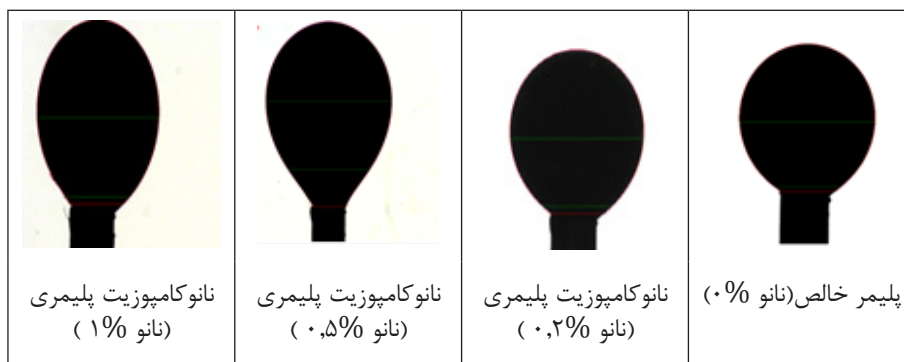 پلیمر خالص(نانو %۰)
نانوکامپوزیت پلیمری
(نانو %۰,۲ )
نانوکامپوزیت پلیمری
(نانو %۰,۵ )
نانوکامپوزیت پلیمری
(نانو %۱ )